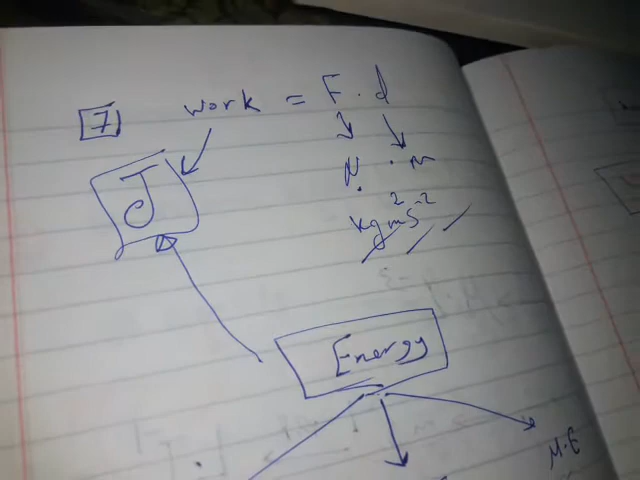 7 work = F . d
N . m
J
kgm²s⁻²
Energy
M.E